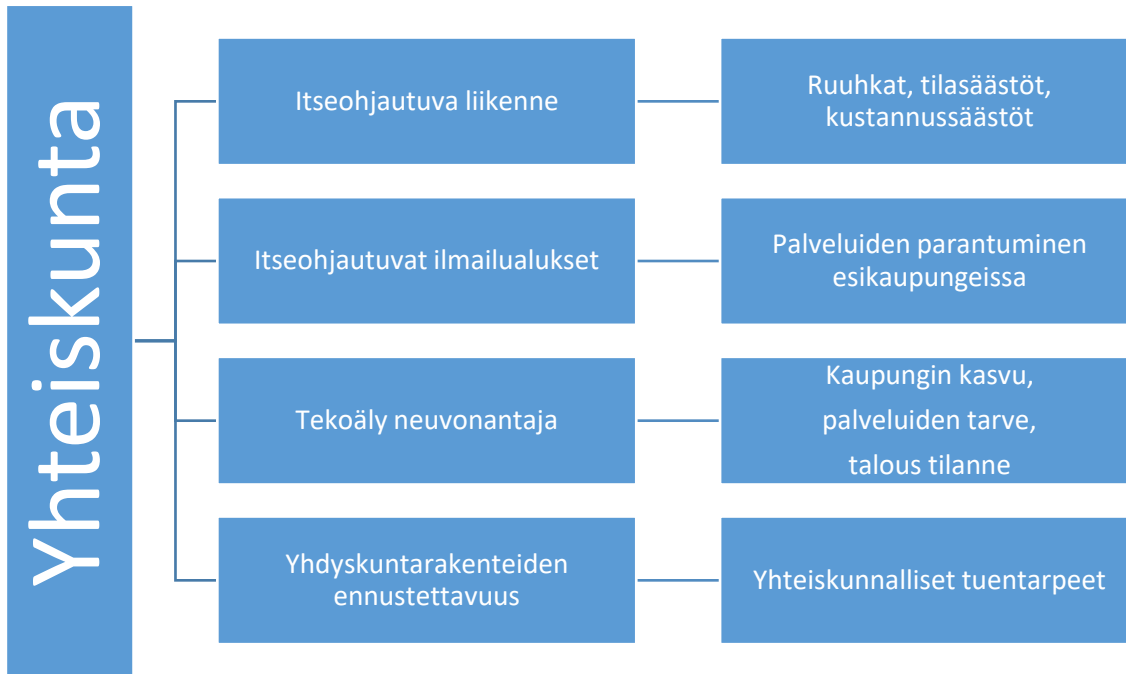 Yhteiskunta
Itseohjautuva liikenne
Ruuhkat, tilasäästöt,
kustannussäästöt
Itseohjautuvat ilmailualukset
Palveluiden parantuminen
esikaupungeissa
Tekoäly neuvonantaja
Kaupungin kasvu,
palveluiden tarve,
talous tilanne
Yhdyskuntarakenteiden
ennustettavuus
Yhteiskunnalliset tuentarpeet